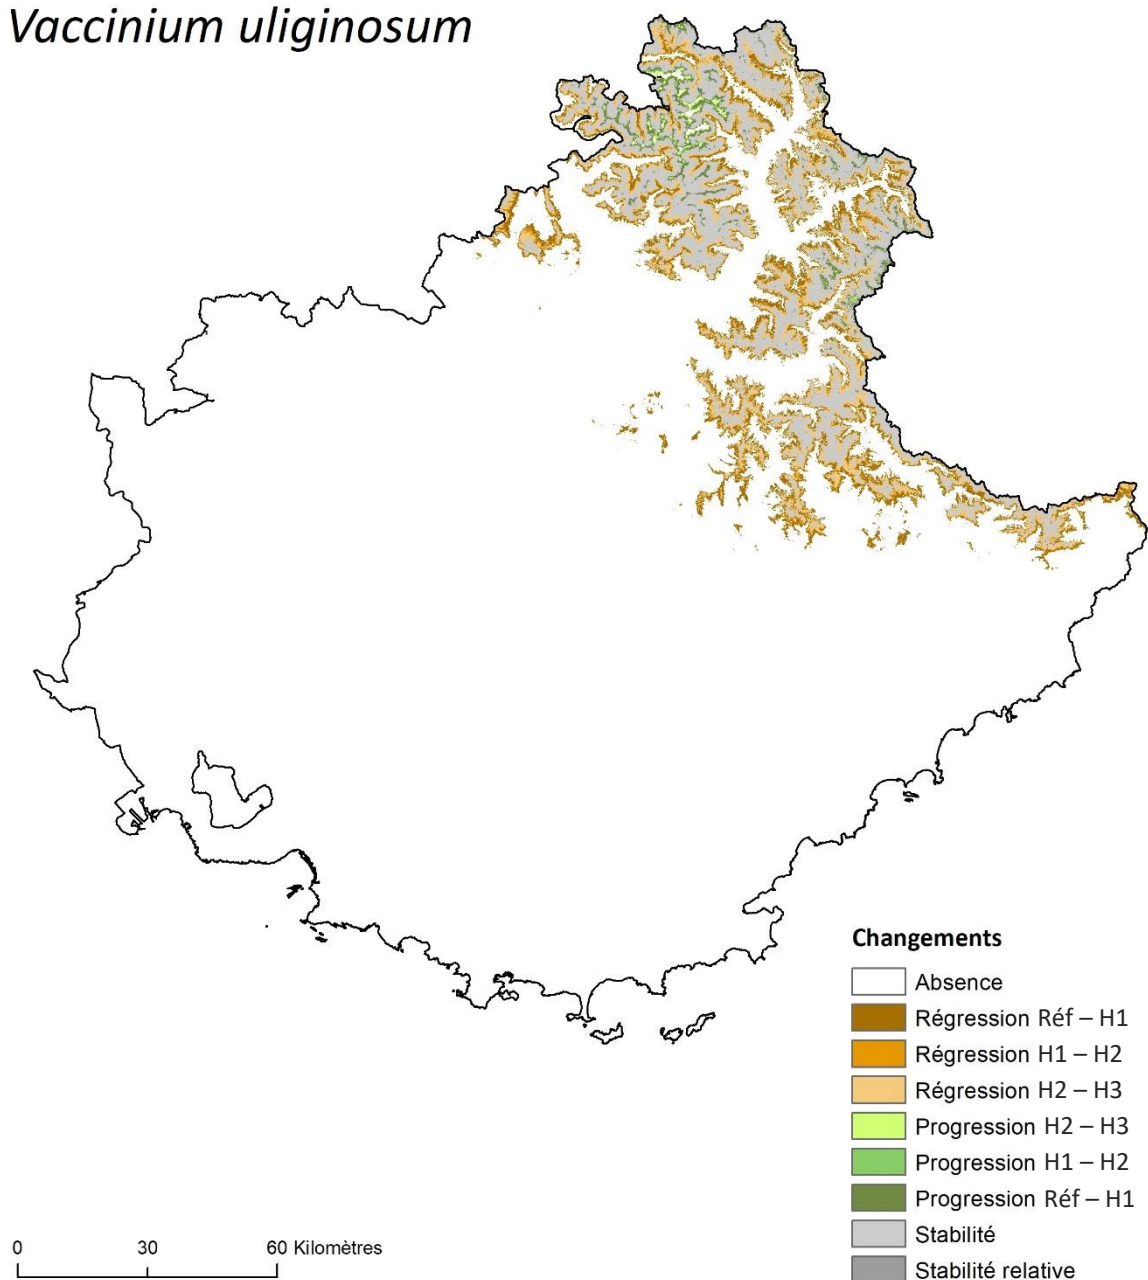 Vaccinium uliginosum
Changements
Absence
Régression Réf – H1
Régression H1 – H2
Régression H2 – H3
Progression H2 – H3
Progression H1 – H2
Progression Réf – H1
Stabilité
Stabilité relative
0 30 60 Kilomètres